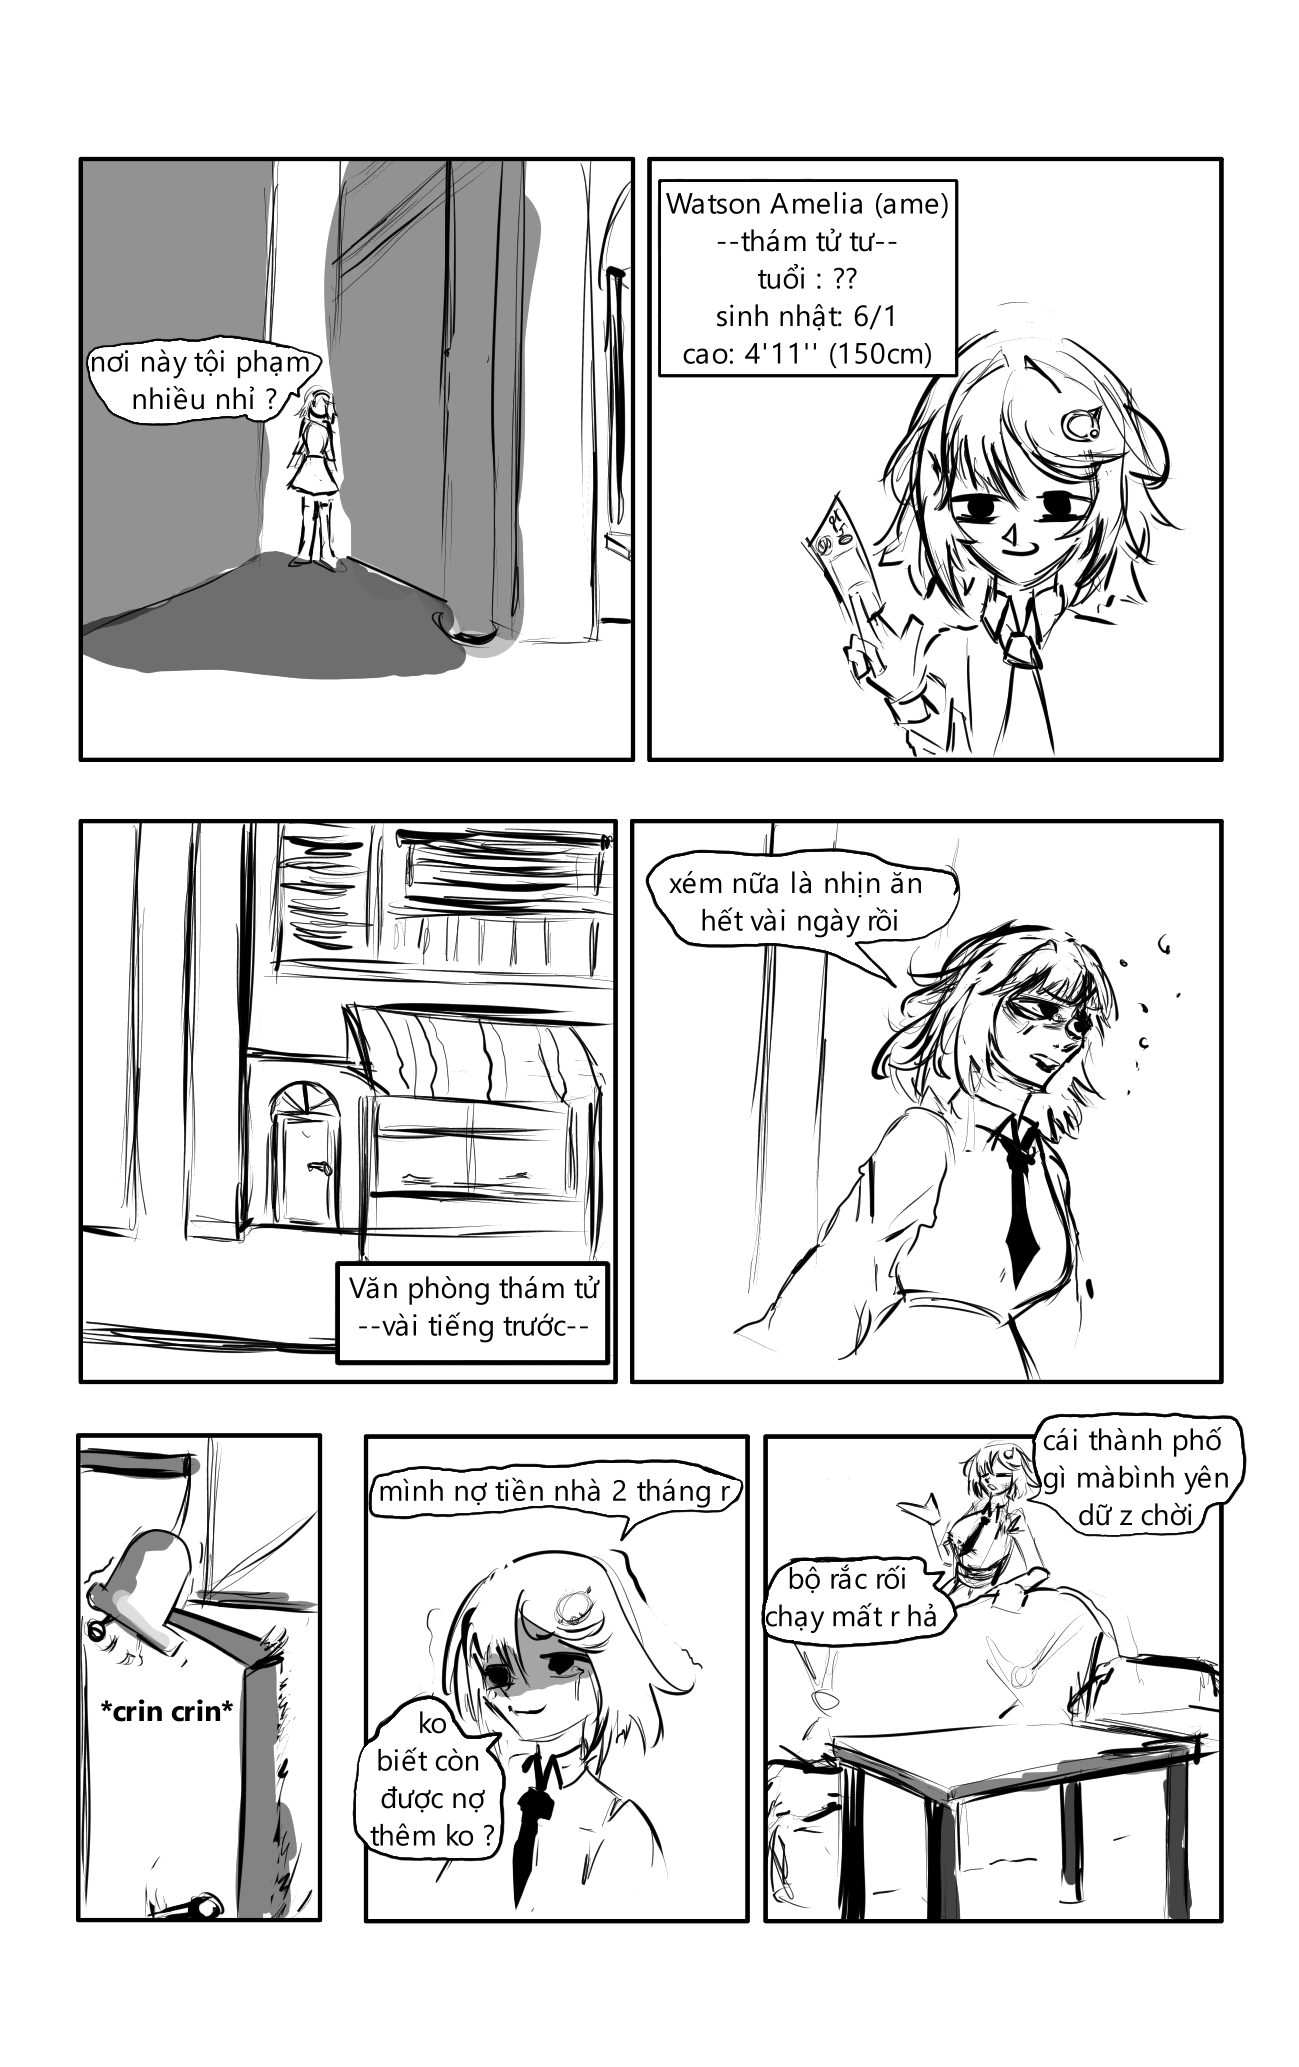 Watson Amelia (ame)
--thám tử tư--
tuổi : ??
sinh nhật: 6/1
cao: 4'11'' (150cm)
nơi này tội phạm
nhiều nhỉ ?
xém nữa là nhịn ăn
hết vài ngày rồi
Văn phòng thám tử
--vài tiếng trước--
cái thành phố
gì màbình yên
dữ z chời
bộ rắc rối
chạy mất r hả
mình nợ tiền nhà 2 tháng r
ko
biết còn
được nợ
thêm ko ?
*crin crin*